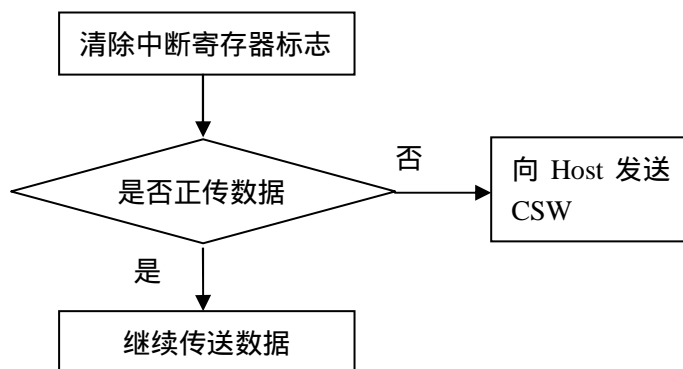 清除中断寄存器标志
否
是否正传数据
向 Host 发送
CSW
是
继续传送数据